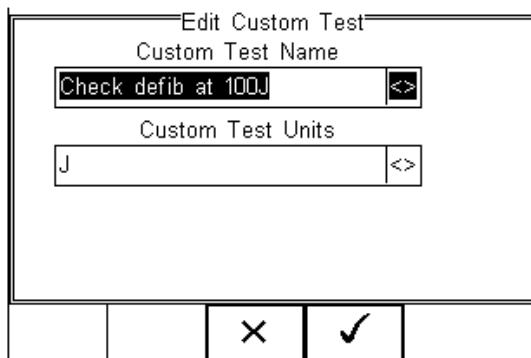 Edit Custom Test
Custom Test Name
Check defib at 100J <>
Custom Test Units
J <>